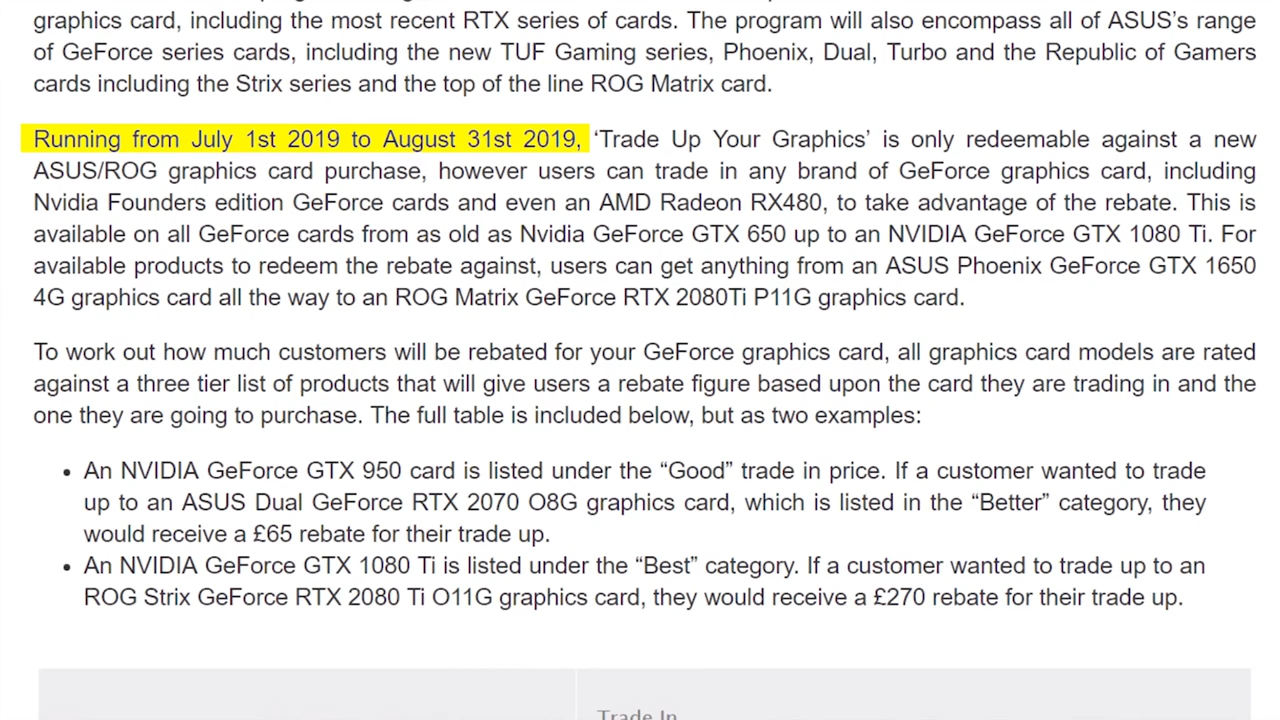 graphics card, including the most recent RTX series of cards. The program will also encompass all of ASUS’s range
of GeForce series cards, including the new TUF Gaming series, Phoenix, Dual, Turbo and the Republic of Gamers
cards including the Strix series and the top of the line ROG Matrix card.
Running from July 1st 2019 to August 31st 2019, ‘Trade Up Your Graphics’ is only redeemable against a new
ASUS/ROG graphics card purchase, however users can trade in any brand of GeForce graphics card, including
Nvidia Founders edition GeForce cards and even an AMD Radeon RX480, to take advantage of the rebate. This is
available on all GeForce cards from as old as Nvidia GeForce GTX 650 up to an NVIDIA GeForce GTX 1080 Ti. For
available products to redeem the rebate against, users can get anything from an ASUS Phoenix GeForce GTX 1650
4G graphics card all the way to an ROG Matrix GeForce RTX 2080Ti P11G graphics card.
To work out how much customers will be rebated for your GeForce graphics card, all graphics card models are rated
against a three tier list of products that will give users a rebate figure based upon the card they are trading in and the
one they are going to purchase. The full table is included below, but as two examples:
• An NVIDIA GeForce GTX 950 card is listed under the “Good” trade in price. If a customer wanted to trade
up to an ASUS Dual GeForce RTX 2070 O8G graphics card, which is listed in the “Better” category, they
would receive a £65 rebate for their trade up.
• An NVIDIA GeForce GTX 1080 Ti is listed under the “Best” category. If a customer wanted to trade up to an
ROG Strix GeForce RTX 2080 Ti O11G graphics card, they would receive a £270 rebate for their trade up.
Trade In